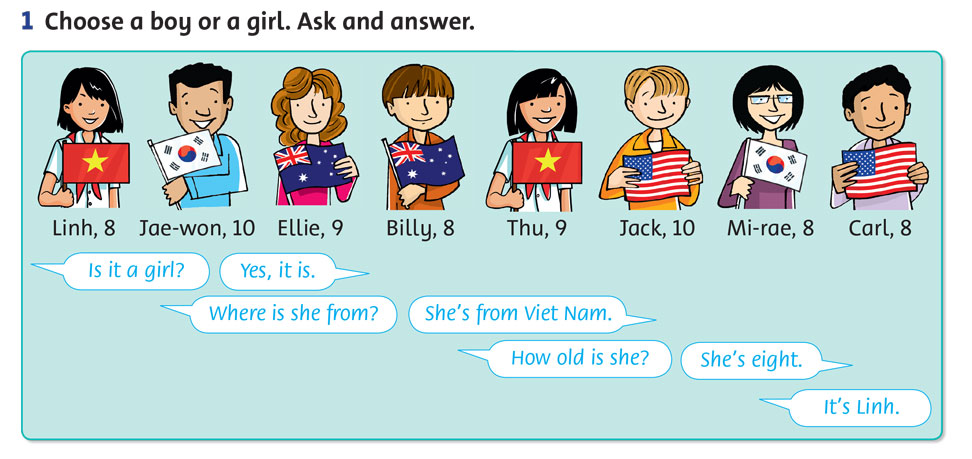 1 Choose a boy or a girl. Ask and answer.
Linh, 8 Jae-won, 10 Ellie, 9 Billy, 8 Thu, 9 Jack, 10 Mi-rae, 8 Carl, 8
Is it a girl? Yes, it is.
Where is she from? She's from Viet Nam.
How old is she? She's eight.
It's Linh.